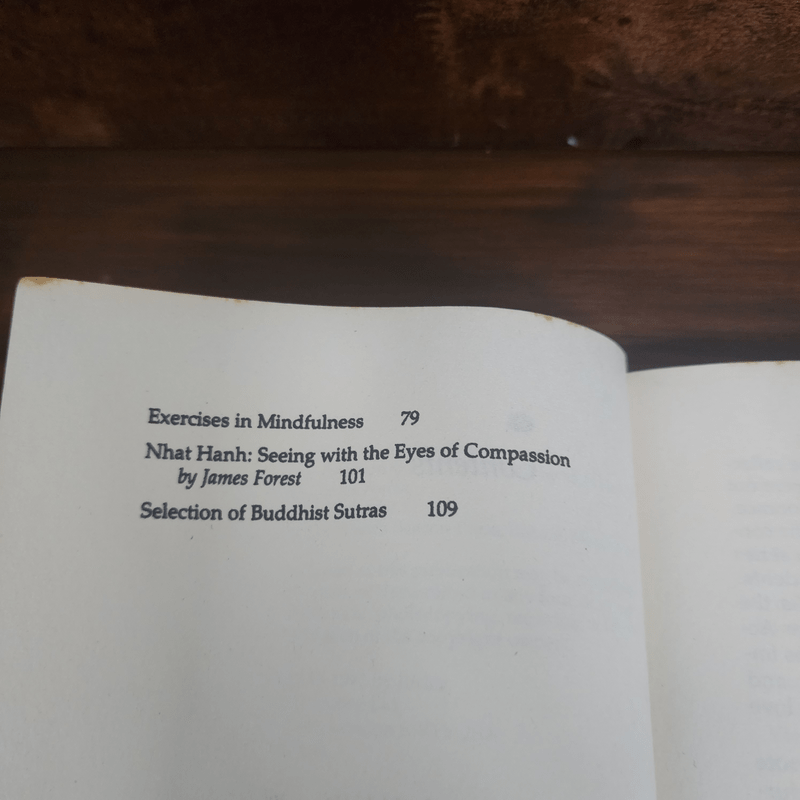 Exercises in Mindfulness 79
Nhat Hanh: Seeing with the Eyes of Compassion
by James Forest 101
Selection of Buddhist Sutras 109